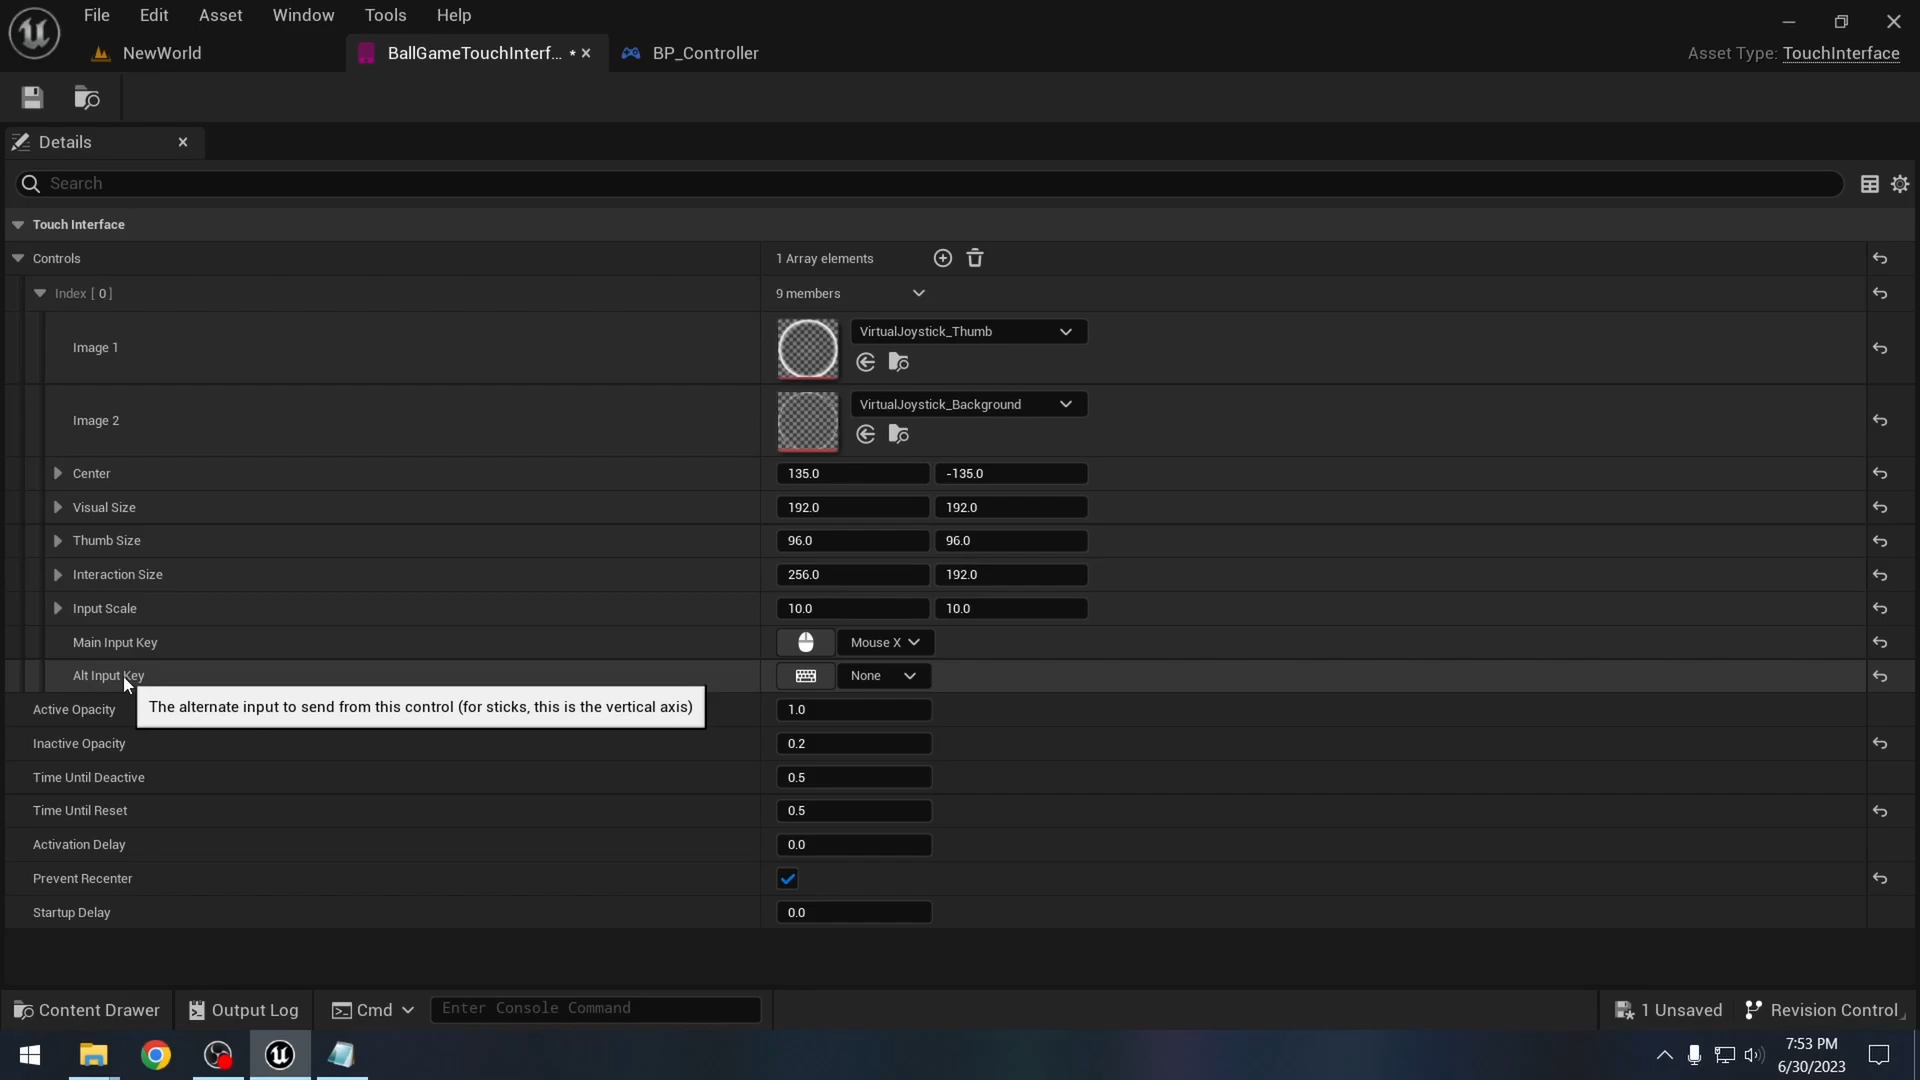 File Edit Asset Window Tools Help
NewWorld BallGameTouchInterf... * BP_Controller Asset Type: TouchInterface
Details
Search
Touch Interface
Controls 1 Array elements
Index [ 0 ] 9 members
Image 1 VirtualJoystick_Thumb
Image 2 VirtualJoystick_Background
Center 135.0 -135.0
Visual Size 192.0 192.0
Thumb Size 96.0 96.0
Interaction Size 256.0 192.0
Input Scale 10.0 10.0
Main Input Key Mouse X
Alt Input Key None
The alternate input to send from this control (for sticks, this is the vertical axis)
Active Opacity 1.0
Inactive Opacity 0.2
Time Until Deactive 0.5
Time Until Reset 0.5
Activation Delay 0.0
Prevent Recenter
Startup Delay 0.0
Content Drawer Output Log Cmd Enter Console Command 1 Unsaved Revision Control
7:53 PM
6/30/2023